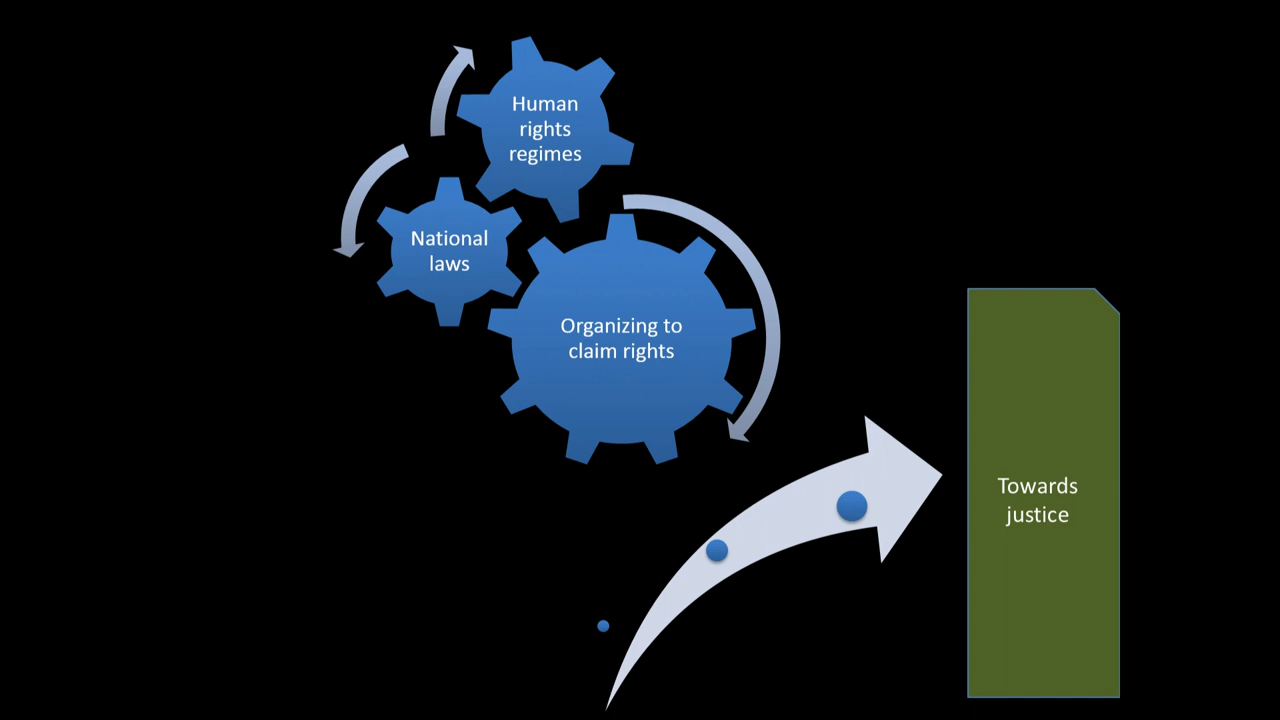 Human
rights
regimes
National
laws
Organizing to
claim rights
Towards
justice